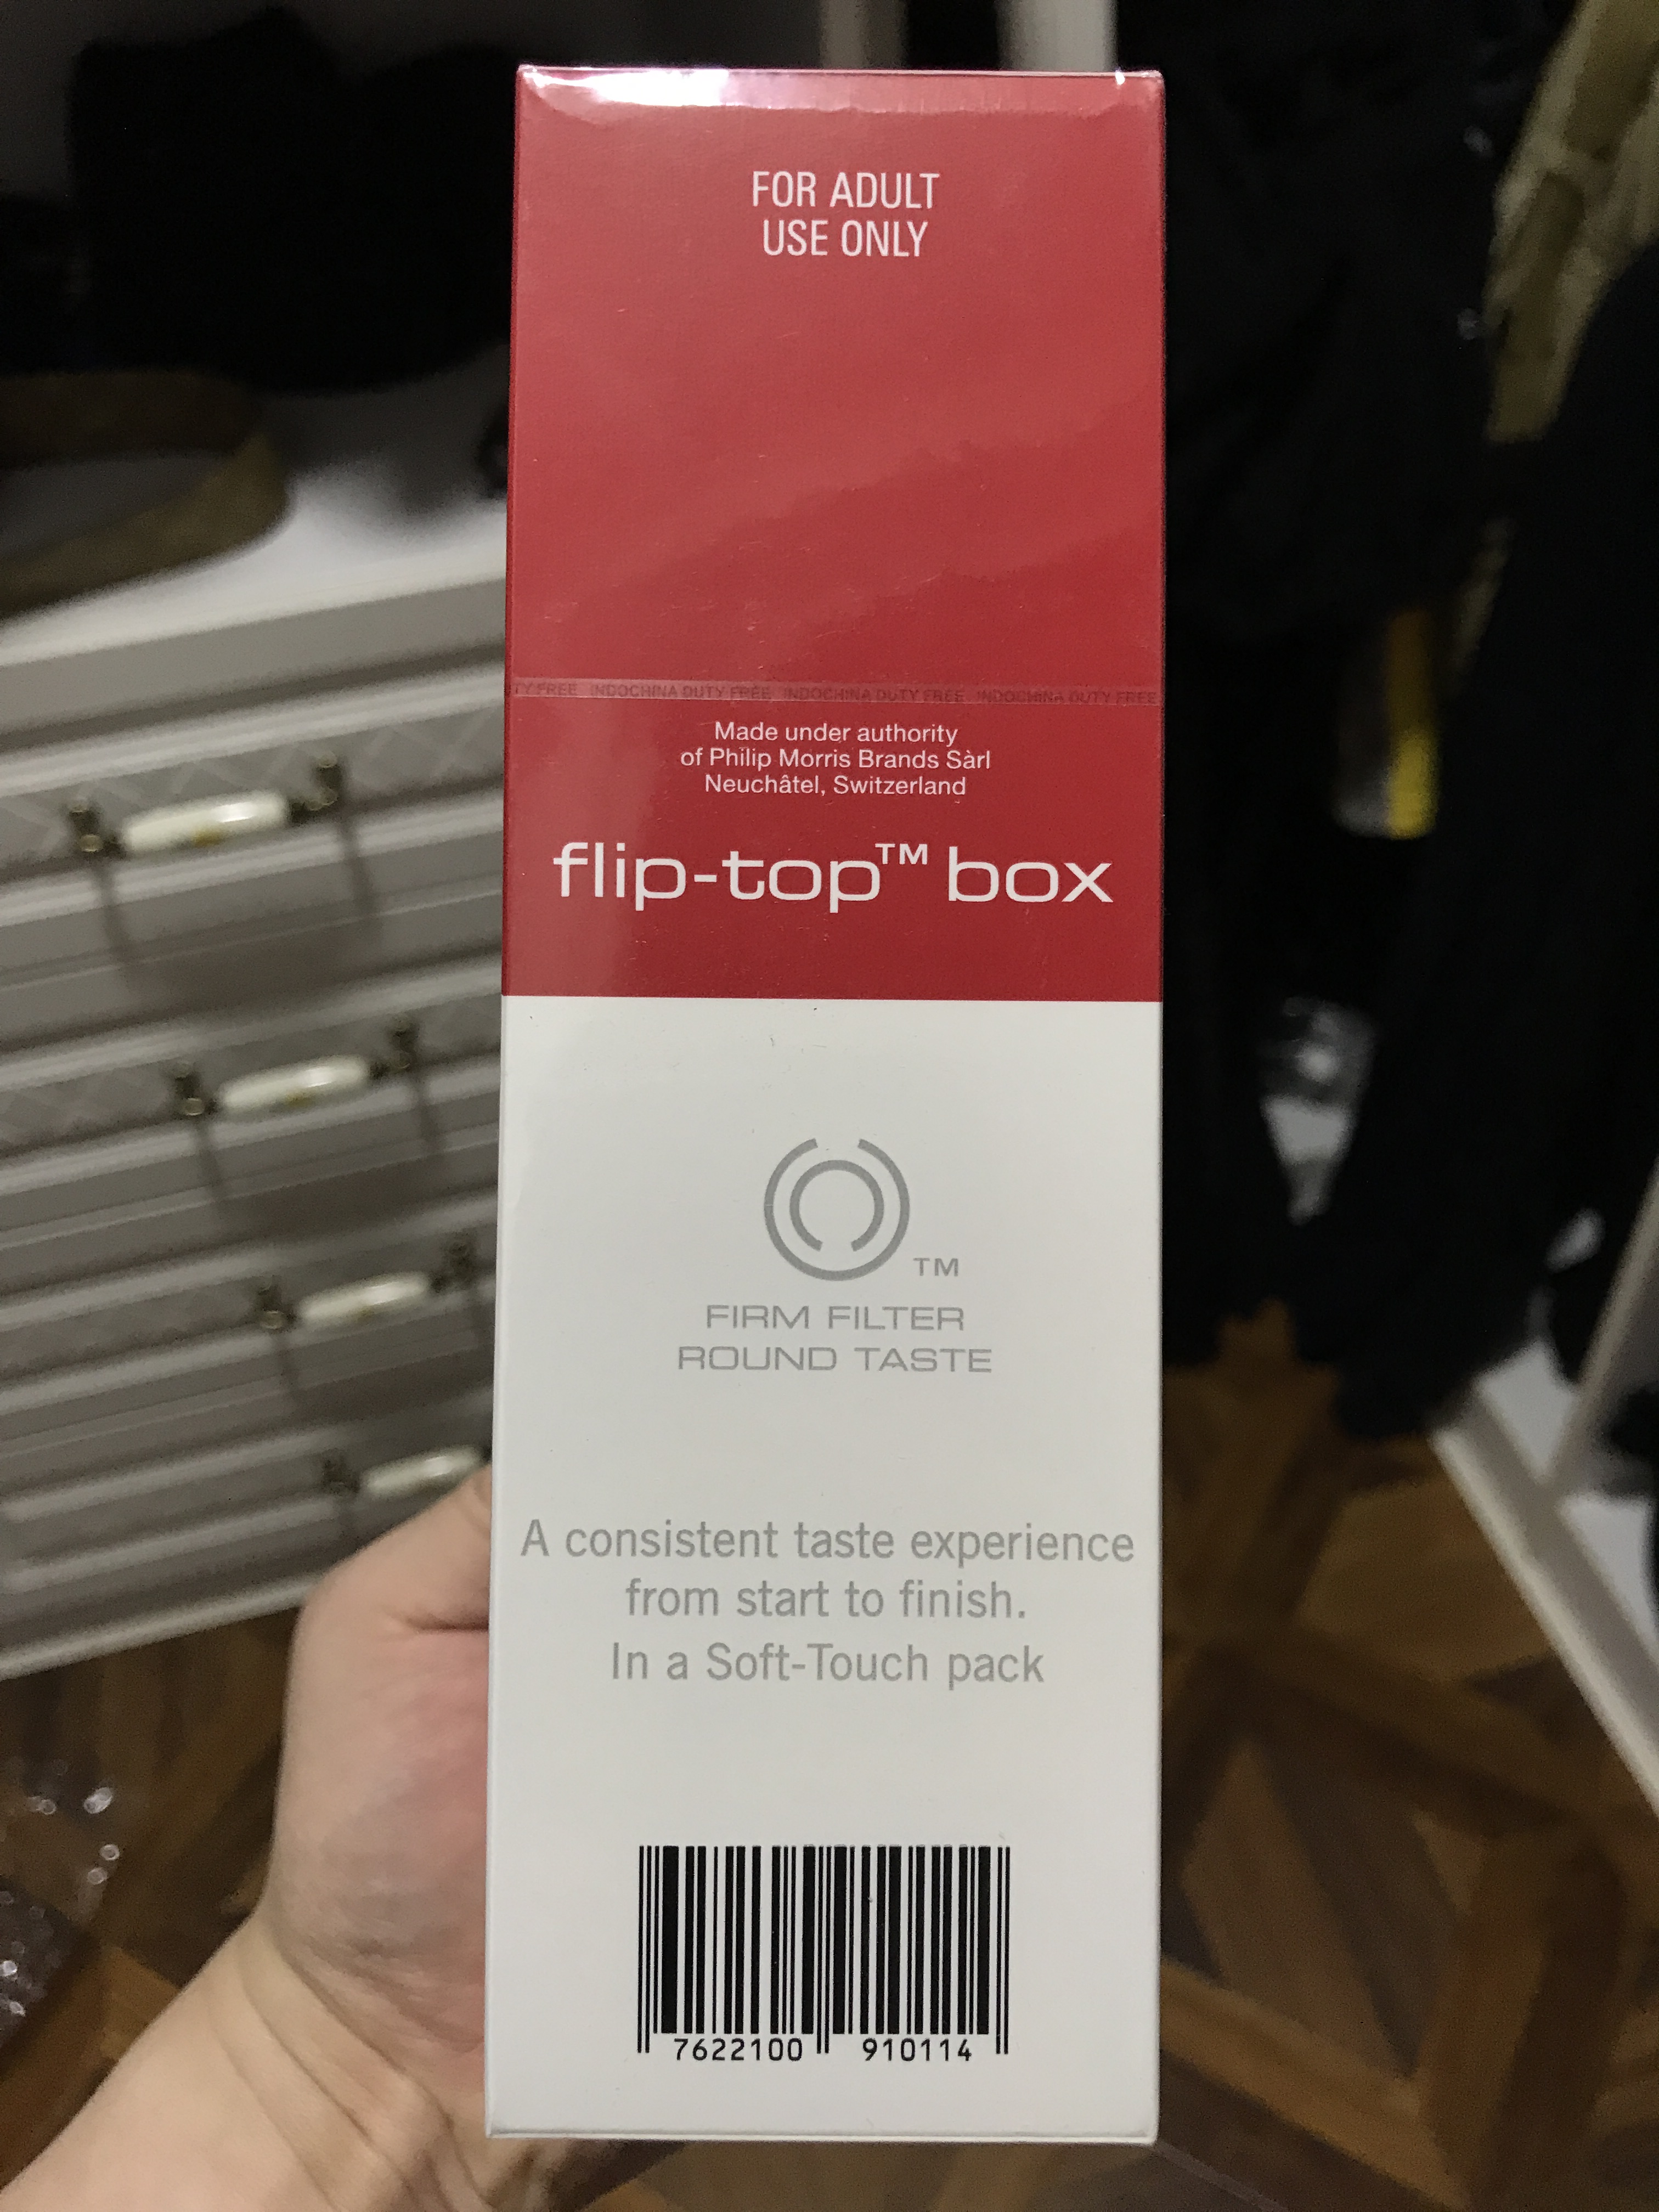 FOR ADULT
USE ONLY
TY FREE INDOCHINA DUTY FREE INDOCHINA DUTY FREE INDOCHINA DUTY FREE
Made under authority
of Philip Morris Brands Sàrl
Neuchâtel, Switzerland
flip-top™ box
TM
FIRM FILTER
ROUND TASTE
A consistent taste experience
from start to finish.
In a Soft-Touch pack
7622100 910114